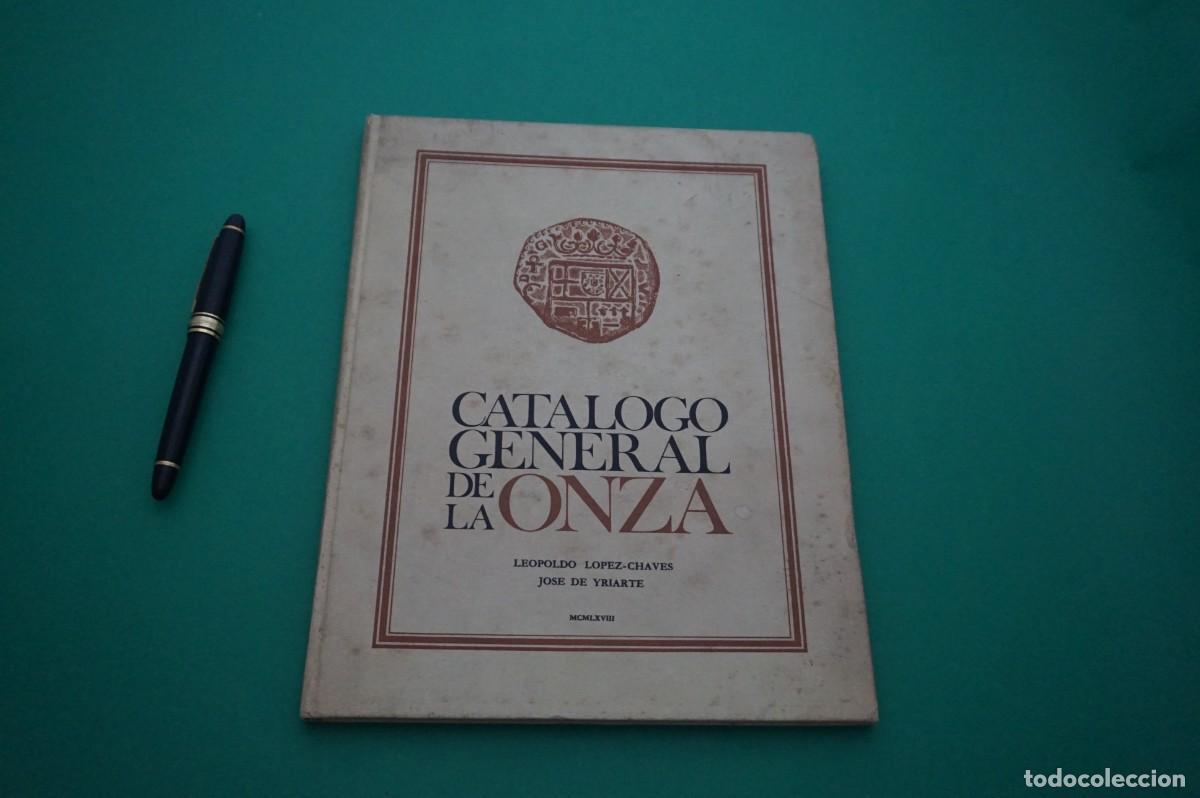 CATALOGO
GENERAL
DE
LA ONZA
LEOPOLDO LOPEZ-CHAVES
JOSE DE YRIARTE
MCMLXVIII
todocoleccion